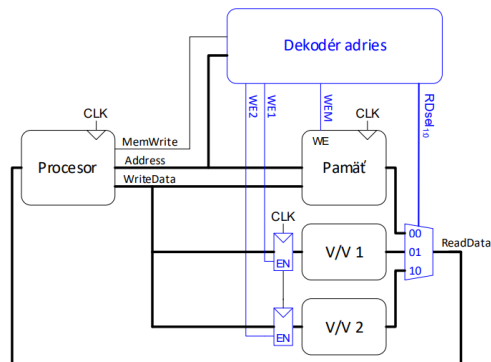 Dekodér adries
WE2
WE1
WEM
RDsel1:0
CLK
CLK
MemWrite
WE
Procesor
Address
Pamäť
WriteData
CLK
00
EN
V/V 1
01
ReadData
10
V/V 2
EN